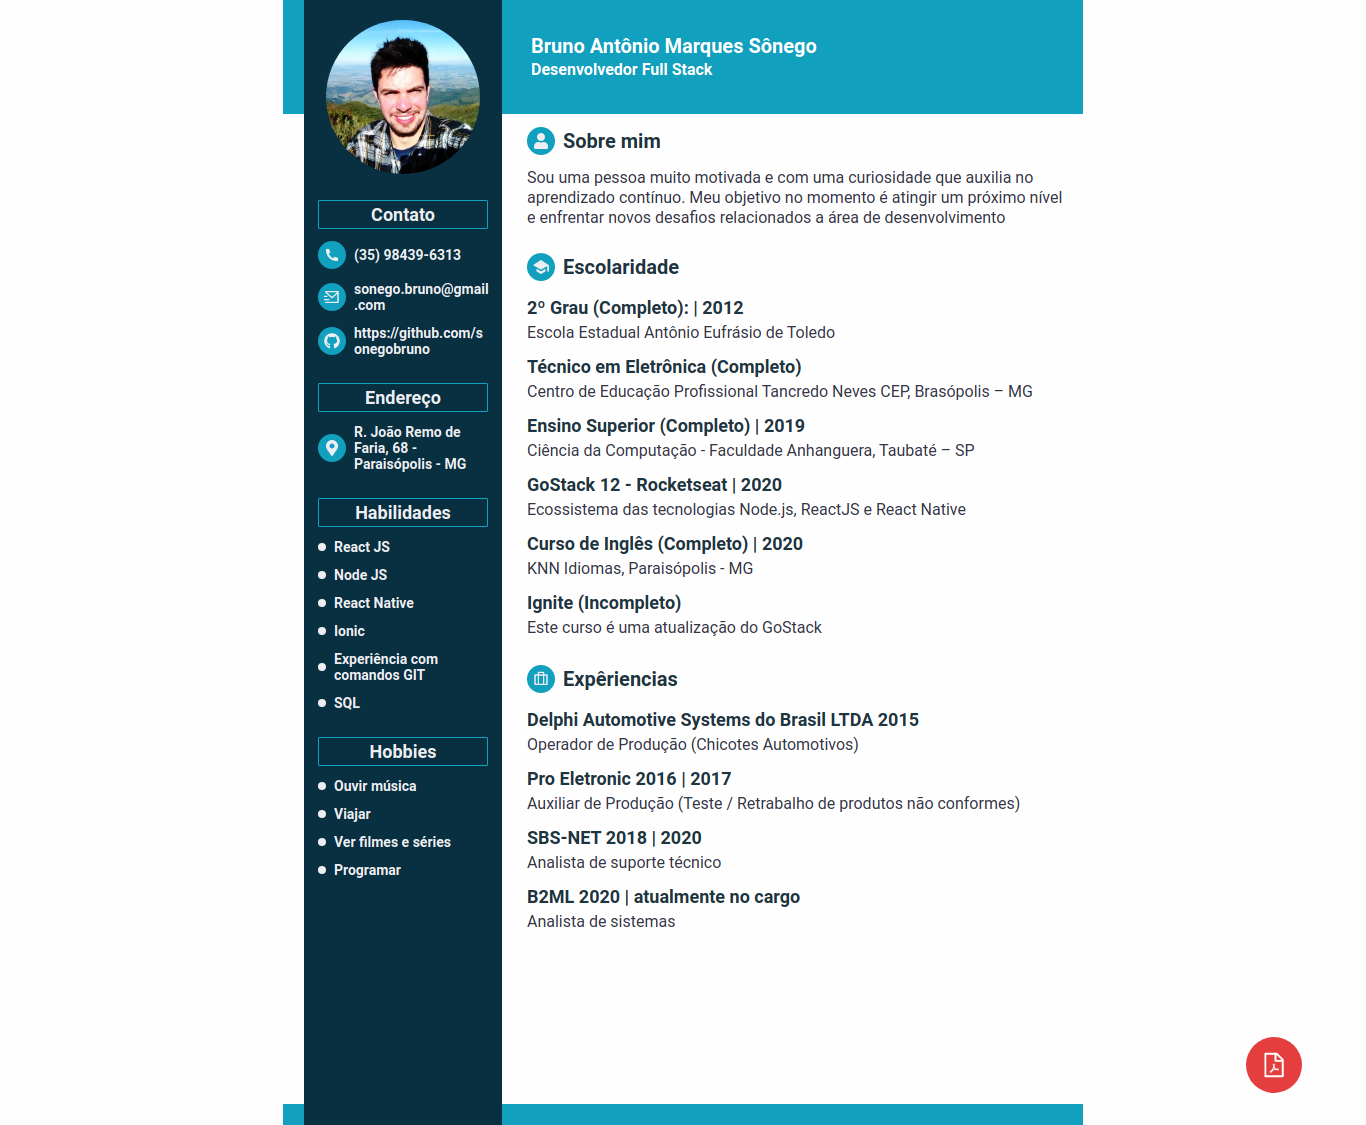 Bruno Antônio Marques Sônego
Desenvolvedor Full Stack
Contato
(35) 98439-6313
sonego.bruno@gmail
.com
https://github.com/s
onegobruno
Endereço
R. João Remo de
Faria, 68 -
Paraisópolis - MG
Habilidades
React JS
Node JS
React Native
Ionic
Experiência com
comandos GIT
SQL
Hobbies
Ouvir música
Viajar
Ver filmes e séries
Programar
Sobre mim
Sou uma pessoa muito motivada e com uma curiosidade que auxilia no
aprendizado contínuo. Meu objetivo no momento é atingir um próximo nível
e enfrentar novos desafios relacionados a área de desenvolvimento
Escolaridade
2º Grau (Completo): | 2012
Escola Estadual Antônio Eufrásio de Toledo
Técnico em Eletrônica (Completo)
Centro de Educação Profissional Tancredo Neves CEP, Brasópolis – MG
Ensino Superior (Completo) | 2019
Ciência da Computação - Faculdade Anhanguera, Taubaté – SP
GoStack 12 - Rocketseat | 2020
Ecossistema das tecnologias Node.js, ReactJS e React Native
Curso de Inglês (Completo) | 2020
KNN Idiomas, Paraisópolis - MG
Ignite (Incompleto)
Este curso é uma atualização do GoStack
Expêriencias
Delphi Automotive Systems do Brasil LTDA 2015
Operador de Produção (Chicotes Automotivos)
Pro Eletronic 2016 | 2017
Auxiliar de Produção (Teste / Retrabalho de produtos não conformes)
SBS-NET 2018 | 2020
Analista de suporte técnico
B2ML 2020 | atualmente no cargo
Analista de sistemas